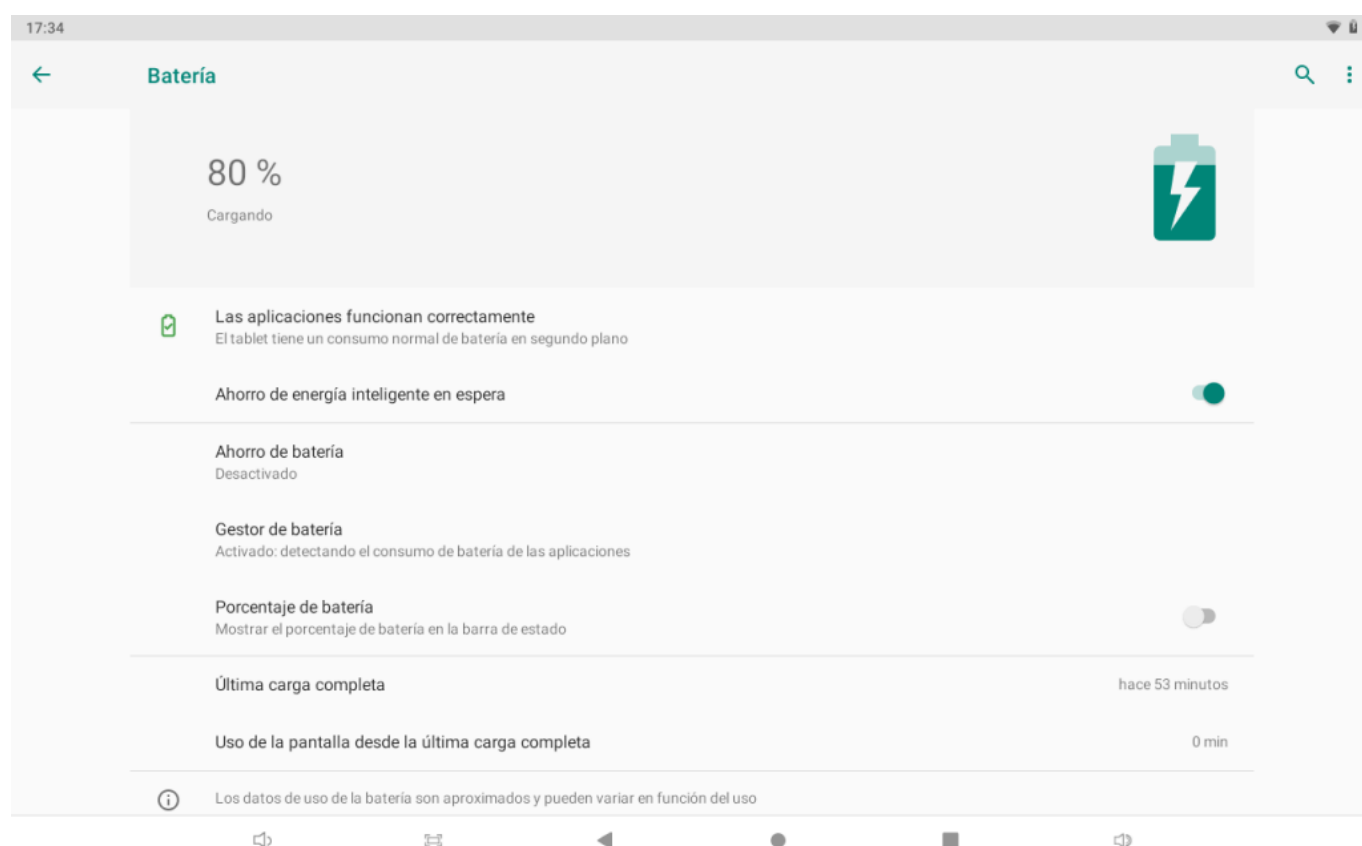 17:34
Batería
80 %
Cargando
Las aplicaciones funcionan correctamente
El tablet tiene un consumo normal de batería en segundo plano
Ahorro de energía inteligente en espera
Ahorro de batería
Desactivado
Gestor de batería
Activado: detectando el consumo de batería de las aplicaciones
Porcentaje de batería
Mostrar el porcentaje de batería en la barra de estado
Última carga completa
hace 53 minutos
Uso de la pantalla desde la última carga completa
0 min
Los datos de uso de la batería son aproximados y pueden variar en función del uso